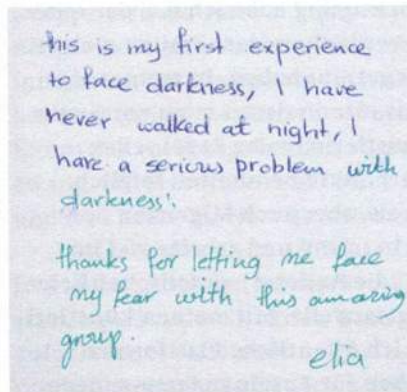 this is my first experience
to face darkness, I have
never walked at night, I
have a serious problem with
darkness!
thanks for letting me face
my fear with this amazing
group.
elia